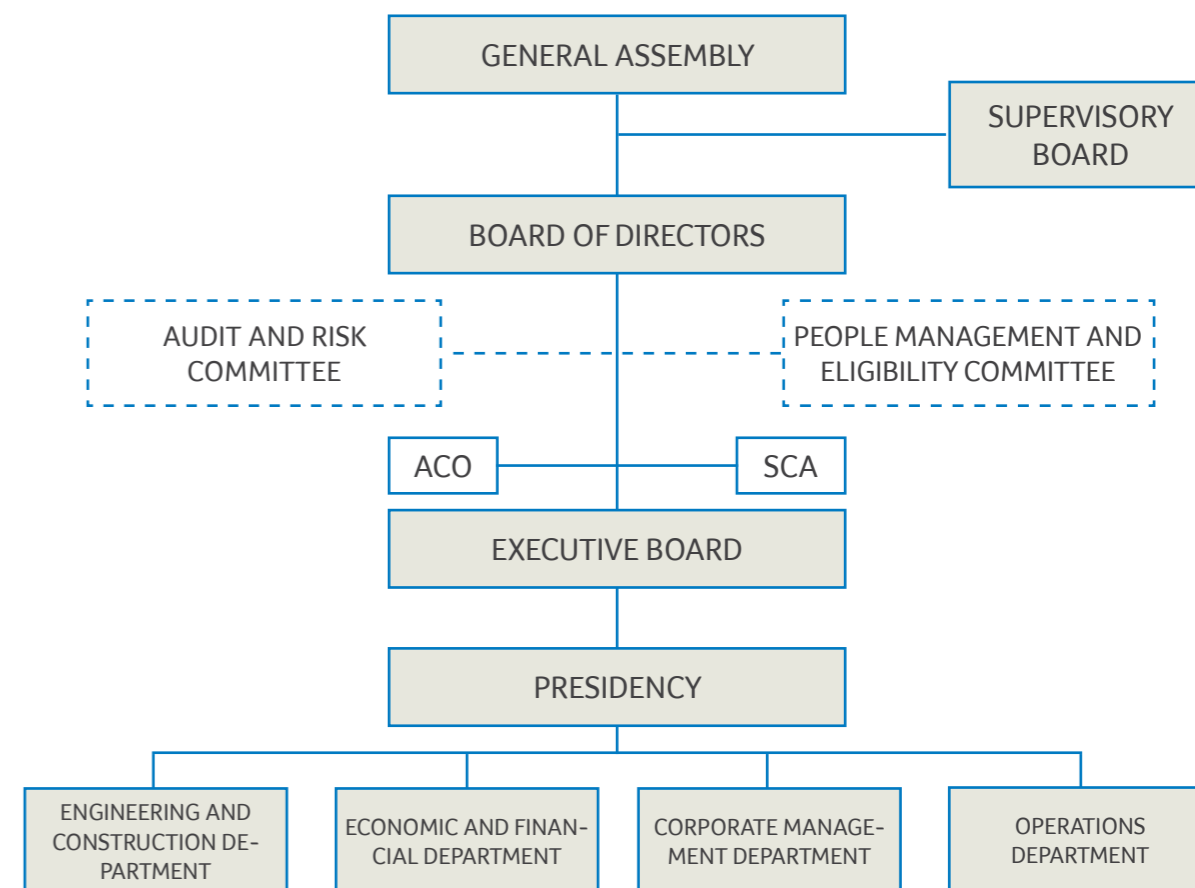 GENERAL ASSEMBLY
SUPERVISORY
BOARD
BOARD OF DIRECTORS
AUDIT AND RISK
COMMITTEE
PEOPLE MANAGEMENT AND
ELIGIBILITY COMMITTEE
ACO
SCA
EXECUTIVE BOARD
PRESIDENCY
ENGINEERING AND
CONSTRUCTION DE-
PARTMENT
ECONOMIC AND FINAN-
CIAL DEPARTMENT
CORPORATE MANAGE-
MENT DEPARTMENT
OPERATIONS
DEPARTMENT